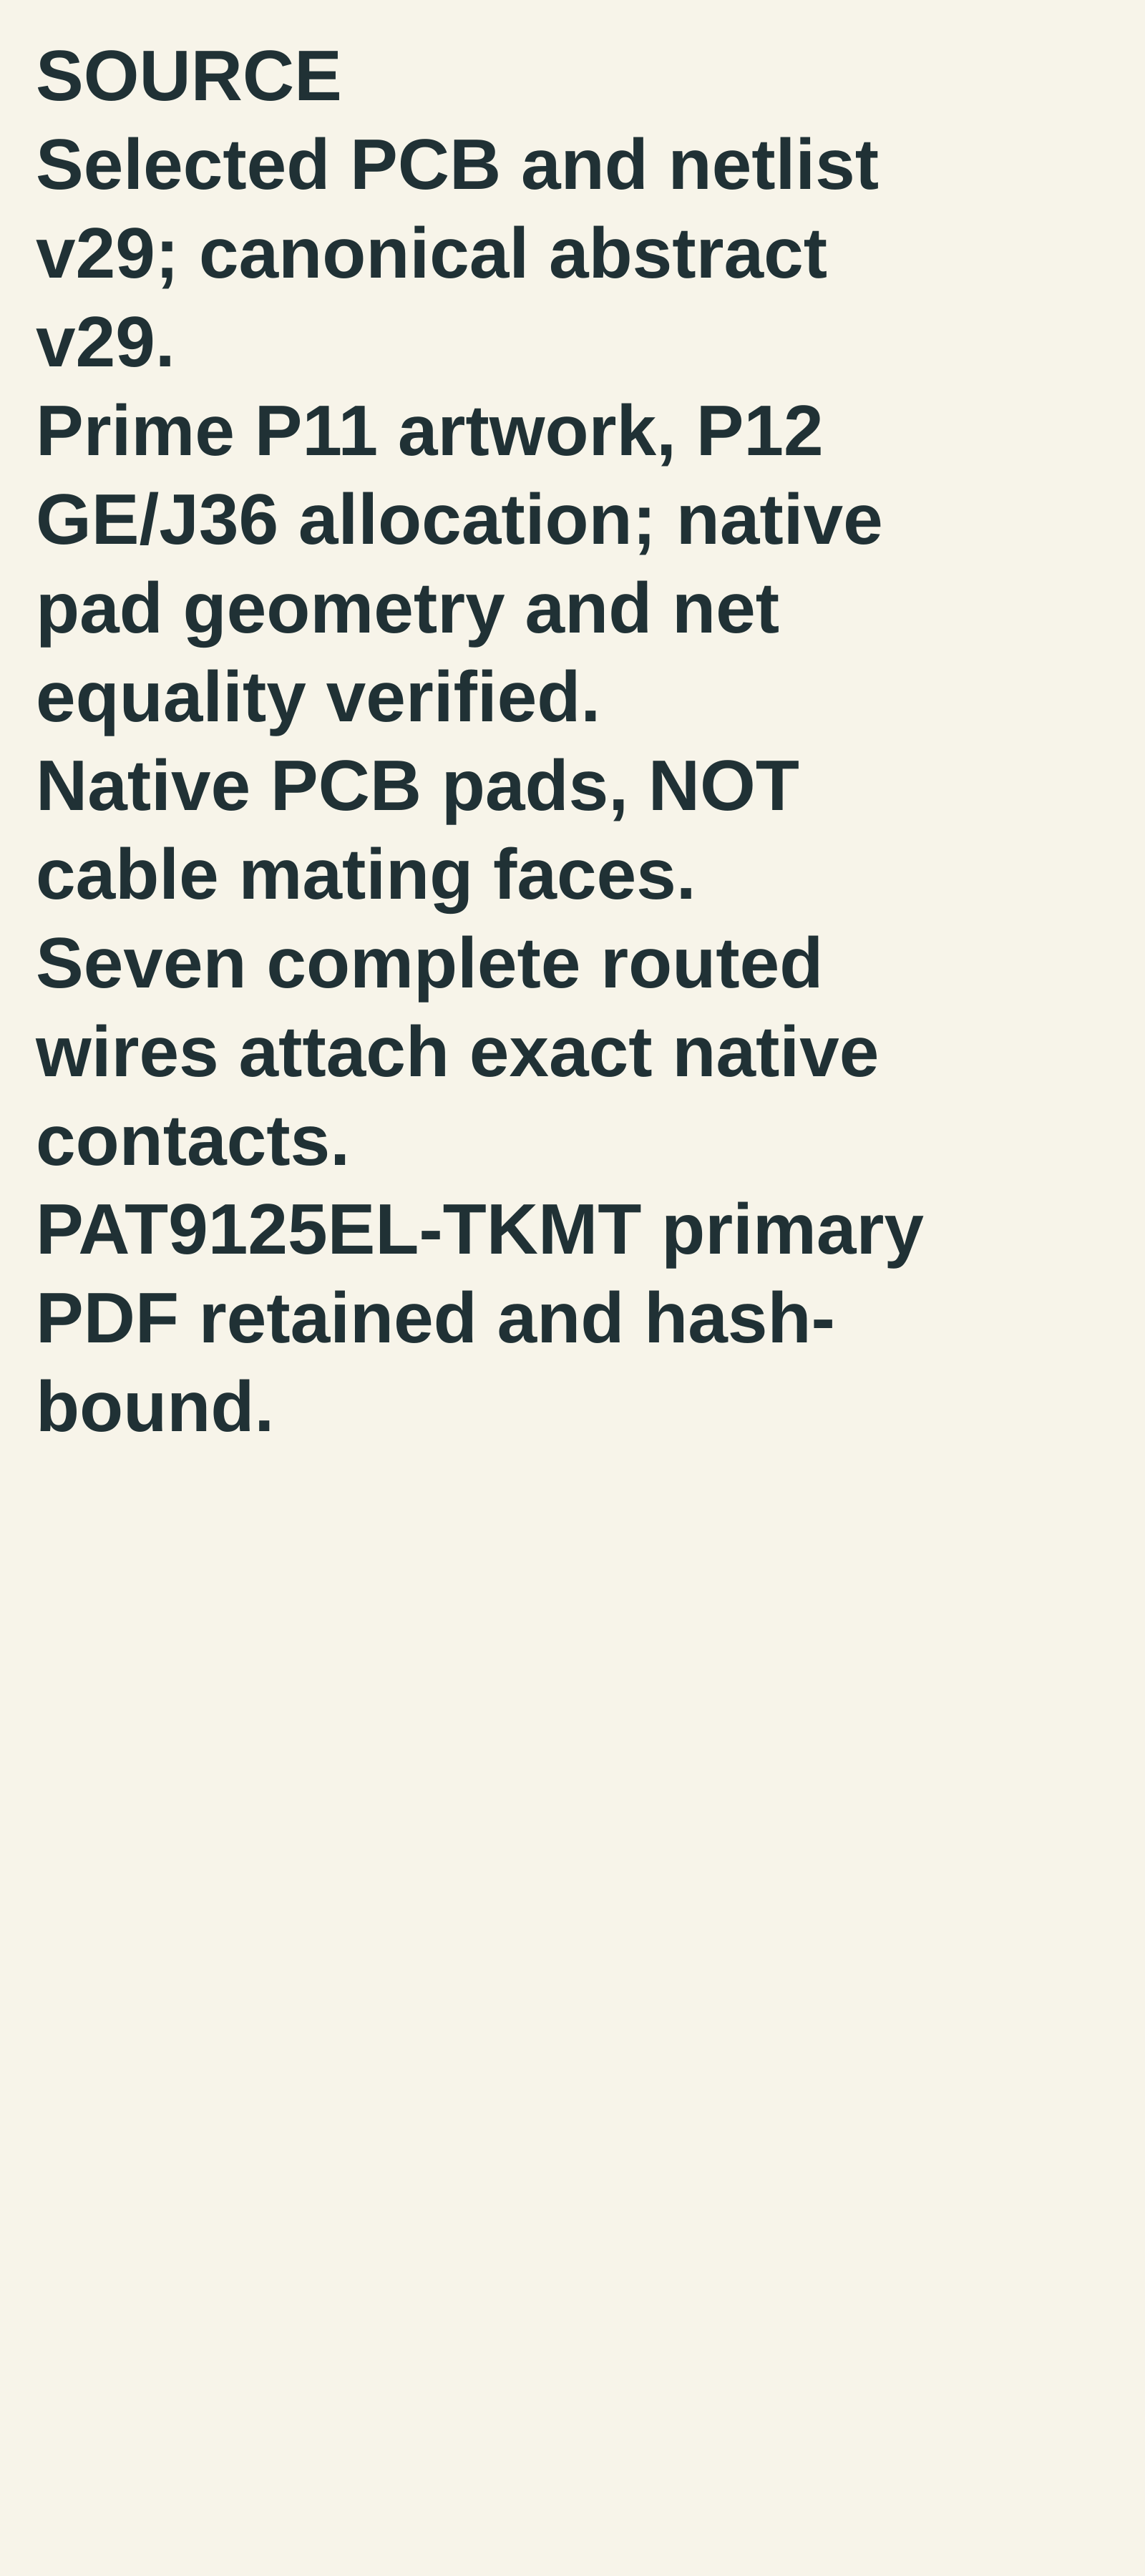 SOURCE
Selected PCB and netlist
v29; canonical abstract
v29.
Prime P11 artwork, P12
GE/J36 allocation; native
pad geometry and net
equality verified.
Native PCB pads, NOT
cable mating faces.
Seven complete routed
wires attach exact native
contacts.
PAT9125EL-TKMT primary
PDF retained and hash-
bound.